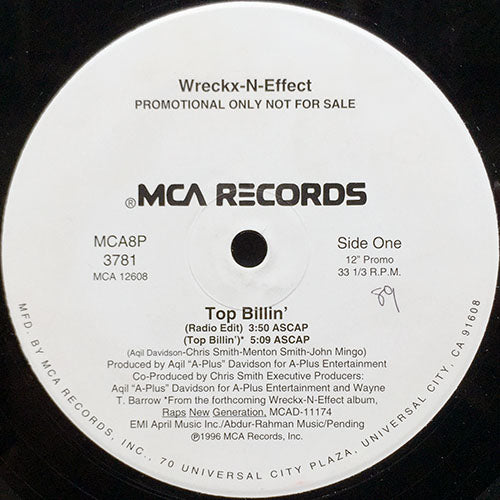 Wreckx-N-Effect
PROMOTIONAL ONLY NOT FOR SALE
®MCA RECORDS
MCA8P
3781
MCA 12608
Side One
12" Promo
33 1/3 R.P.M.
89
Top Billin'
(Radio Edit) 3:50 ASCAP
(Top Billin')* 5:09 ASCAP
(Aqil Davidson-Chris Smith-Menton Smith-John Mingo)
Produced by Aqil "A-Plus" Davidson for A-Plus Entertainment
Co-Produced by Chris Smith Executive Producers:
Aqil "A-Plus" Davidson for A-Plus Entertainment and Wayne
T. Barrow *From the forthcoming Wreckx-N-Effect album,
Raps New Generation, MCAD-11174
EMI April Music Inc./Abdur-Rahman Music/Pending
℗1996 MCA Records, Inc.
MFD. BY MCA RECORDS, INC., 70 UNIVERSAL CITY PLAZA, UNIVERSAL CITY, CA 91608